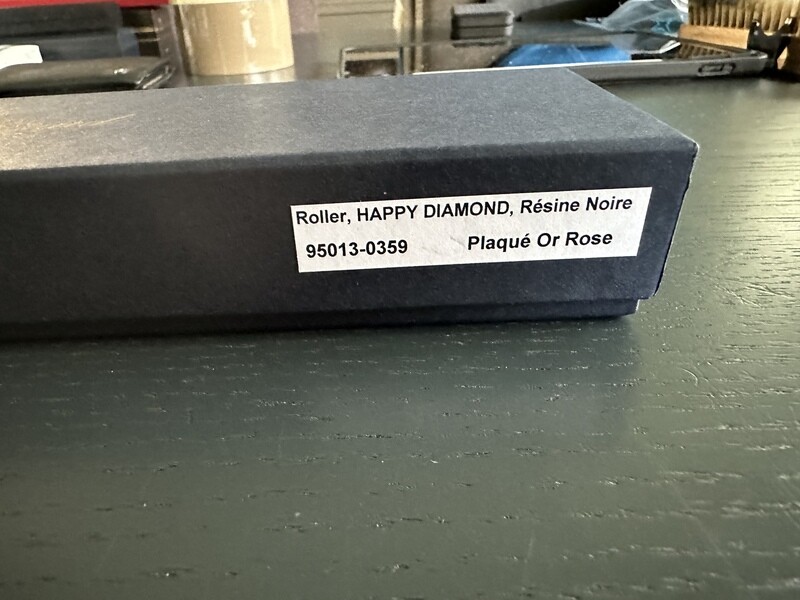 Roller, HAPPY DIAMOND, Résine Noire
95013-0359 Plaqué Or Rose